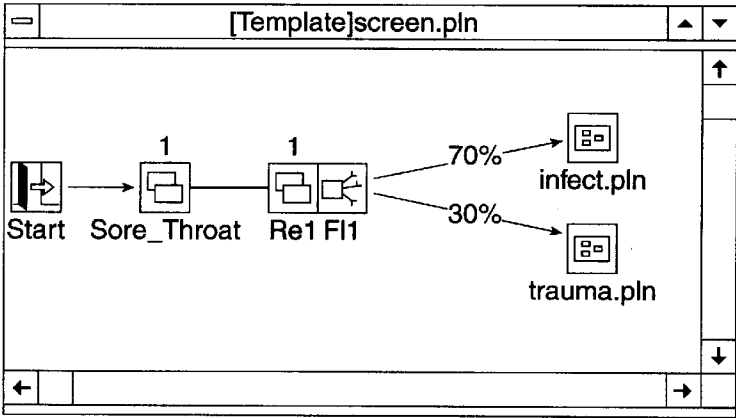 [Template]screen.pln
1
1
70%
infect.pln
Start
Sore_Throat
Re1 Fl1
30%
trauma.pln